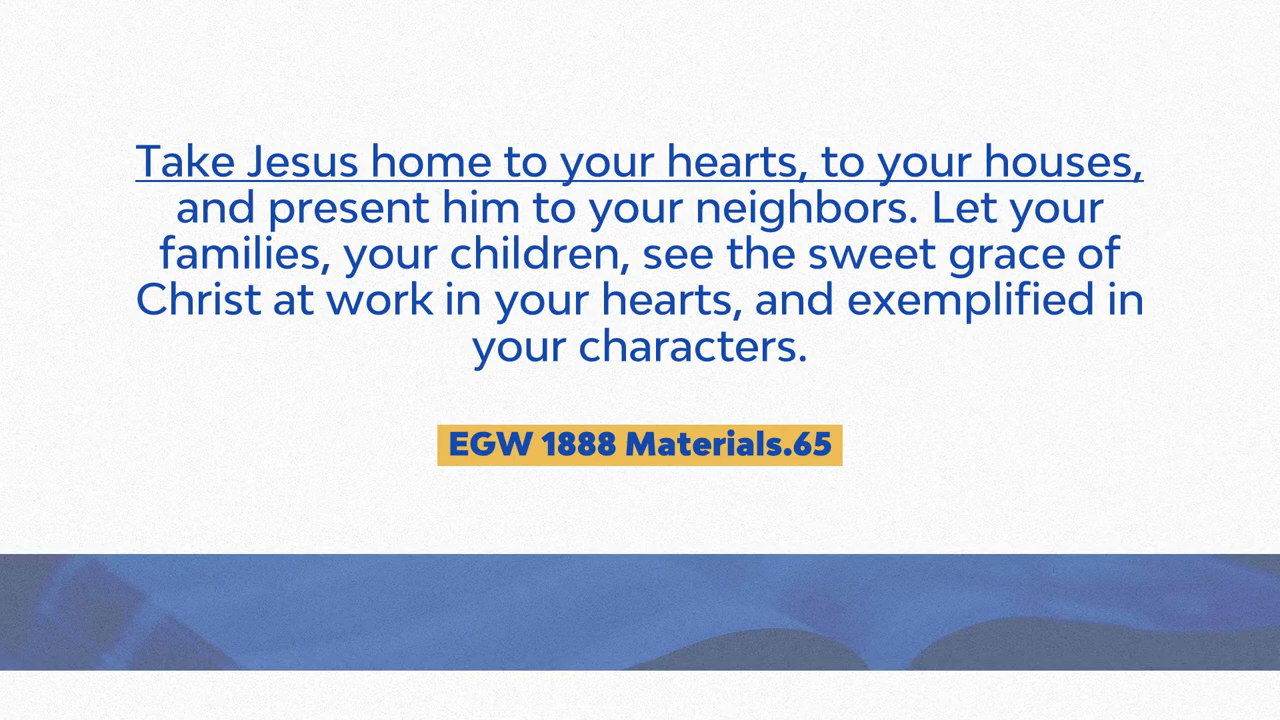 Take Jesus home to your hearts, to your houses,
and present him to your neighbors. Let your
families, your children, see the sweet grace of
Christ at work in your hearts, and exemplified in
your characters.
EGW 1888 Materials.65